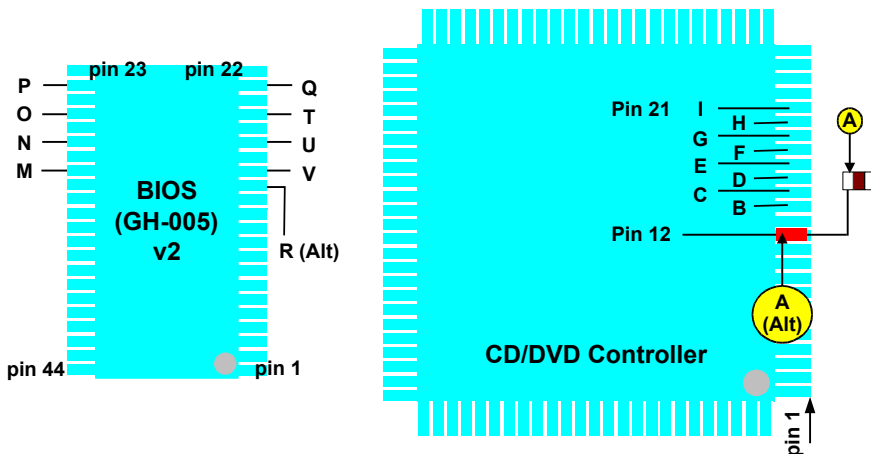 pin 23
pin 22
P
O
N
M
Q
T
U
V
BIOS
(GH-005)
v2
R (Alt)
pin 44
pin 1
Pin 21
I
H
G
F
E
D
C
B
Pin 12
A
A
(Alt)
CD/DVD Controller
pin 1